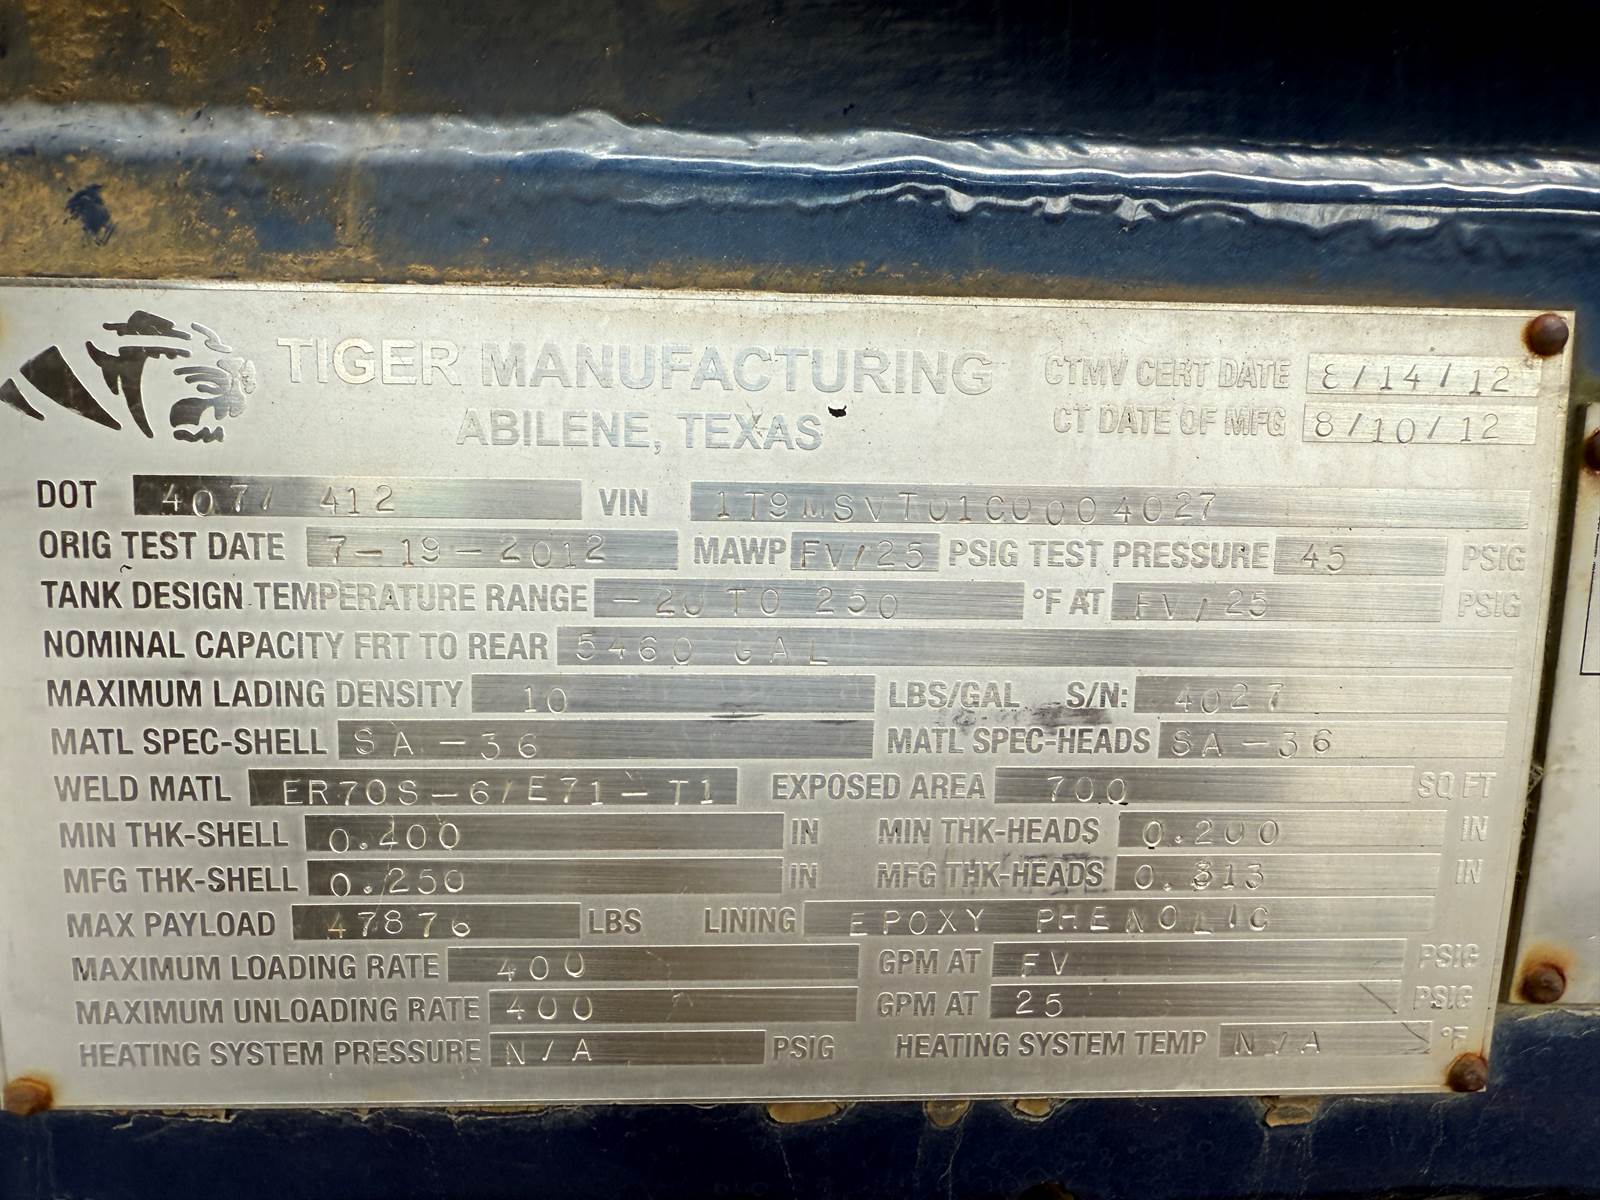 TIGER MANUFACTURING CTMV CERT DATE 8/14/12
ABILENE, TEXAS CT DATE OF MFG 8/10/12
DOT 407/ 412 VIN 1T9MSVTU1C0004027
ORIG TEST DATE 7-19-2012 MAWP FV/25 PSIG TEST PRESSURE 45 PSIG
TANK DESIGN TEMPERATURE RANGE -20 TO 250 °F AT FV/25 PSIG
NOMINAL CAPACITY FRT TO REAR 5460 GAL
MAXIMUM LADING DENSITY 10 LBS/GAL S/N: 4027
MATL SPEC-SHELL SA-36 MATL SPEC-HEADS SA-36
WELD MATL ER70S-6/E71-T1 EXPOSED AREA 700 SQ FT
MIN THK-SHELL 0.400 IN MIN THK-HEADS 0.200 IN
MFG THK-SHELL 0.250 IN MFG THK-HEADS 0.313 IN
MAX PAYLOAD 47876 LBS LINING EPOXY PHENOLIC
MAXIMUM LOADING RATE 400 GPM AT FV PSIG
MAXIMUM UNLOADING RATE 400 GPM AT 25 PSIG
HEATING SYSTEM PRESSURE N/A PSIG HEATING SYSTEM TEMP N/A °F